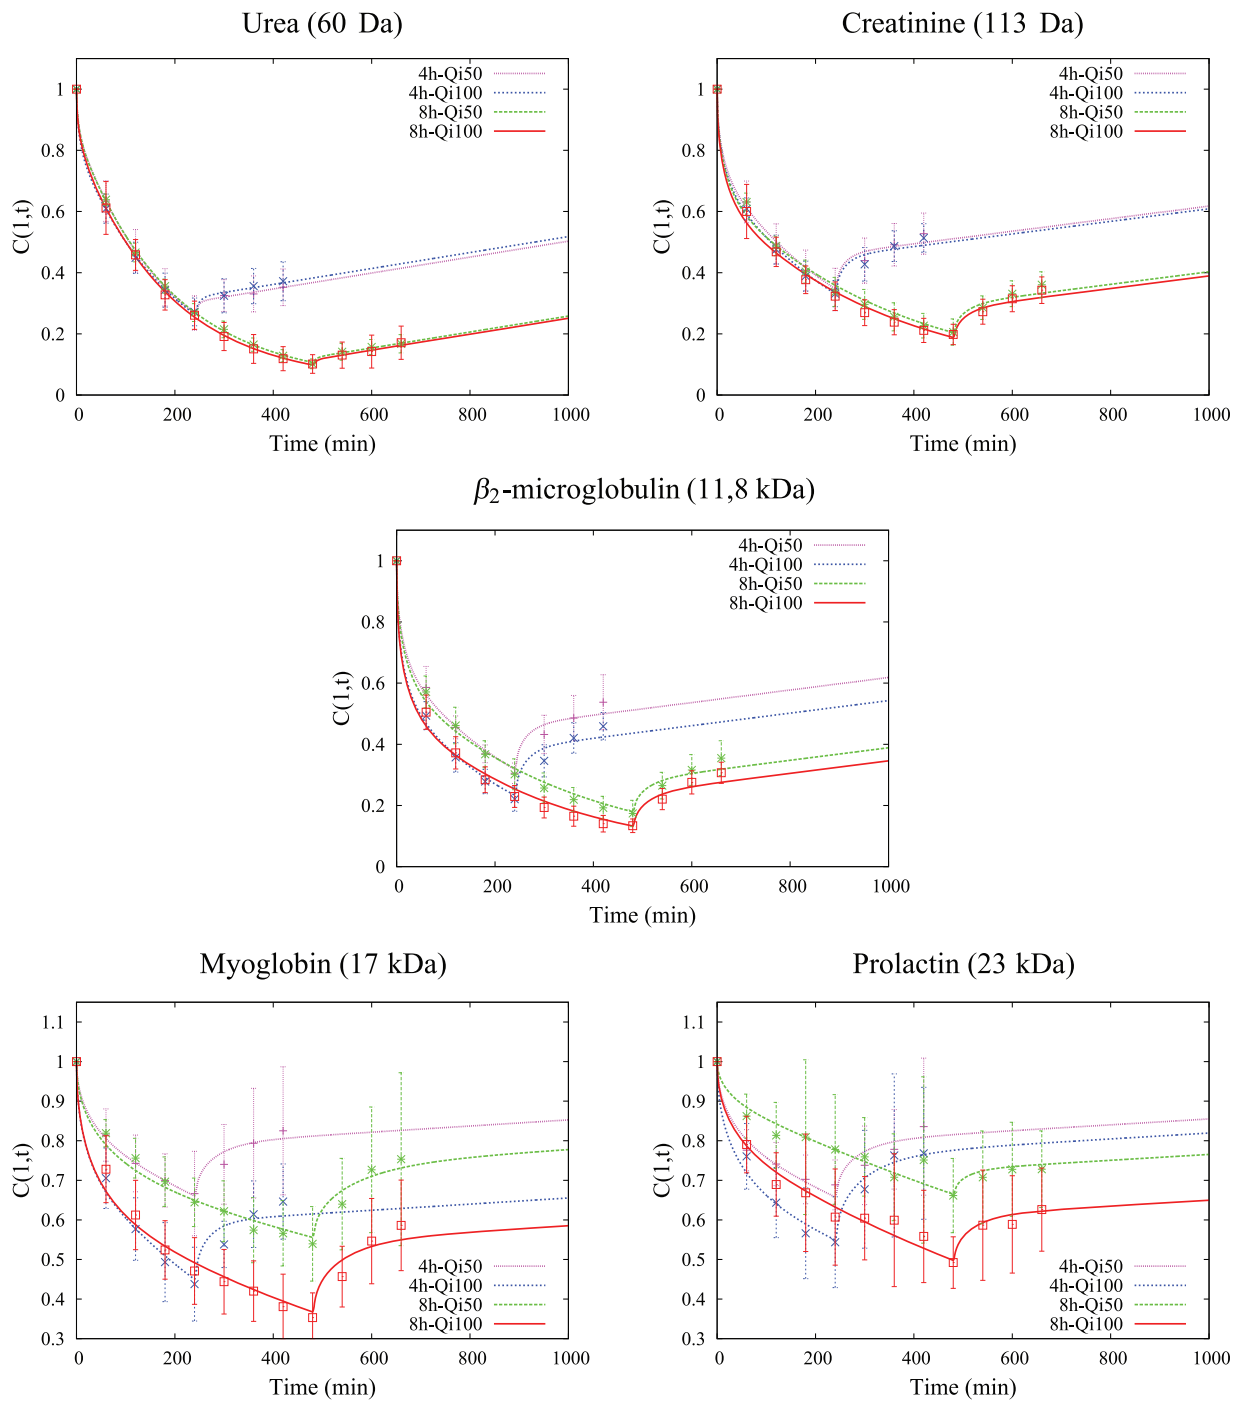 Urea (60 Da)
1
0.8
0.6
0.4
0.2
0
C(1,t)
4h-Qi50
4h-Qi100
8h-Qi50
8h-Qi100
0 200 400 600 800 1000
Time (min)
Creatinine (113 Da)
1
0.8
0.6
0.4
0.2
0
C(1,t)
4h-Qi50
4h-Qi100
8h-Qi50
8h-Qi100
0 200 400 600 800 1000
Time (min)
β₂-microglobulin (11,8 kDa)
1
0.8
0.6
0.4
0.2
0
C(1,t)
4h-Qi50
4h-Qi100
8h-Qi50
8h-Qi100
0 200 400 600 800 1000
Time (min)
Myoglobin (17 kDa)
1.1
1
0.9
0.8
0.7
0.6
0.5
0.4
0.3
C(1,t)
4h-Qi50
4h-Qi100
8h-Qi50
8h-Qi100
0 200 400 600 800 1000
Time (min)
Prolactin (23 kDa)
1.1
1
0.9
0.8
0.7
0.6
0.5
0.4
0.3
C(1,t)
4h-Qi50
4h-Qi100
8h-Qi50
8h-Qi100
0 200 400 600 800 1000
Time (min)